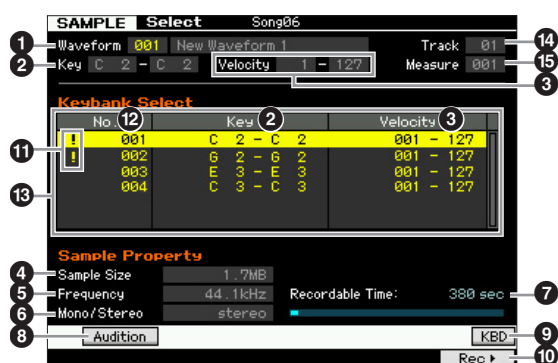 SAMPLE Select Song06
1 Waveform 001 New Waveform 1 Track 01 14
2 Key C 2 - C 2 Velocity 1 - 127 Measure 001 15
3
Keybank Select
No. 12 Key 2 Velocity 3
11 ! 001 C 2 - C 2 001 - 127
! 002 G 2 - G 2 001 - 127
13 003 E 3 - E 3 001 - 127
004 C 3 - C 3 001 - 127
Sample Property
4 Sample Size 1.7MB
5 Frequency 44.1kHz Recordable Time: 380 sec 7
6 Mono/Stereo stereo
8 Audition KBD 9
Rec 10